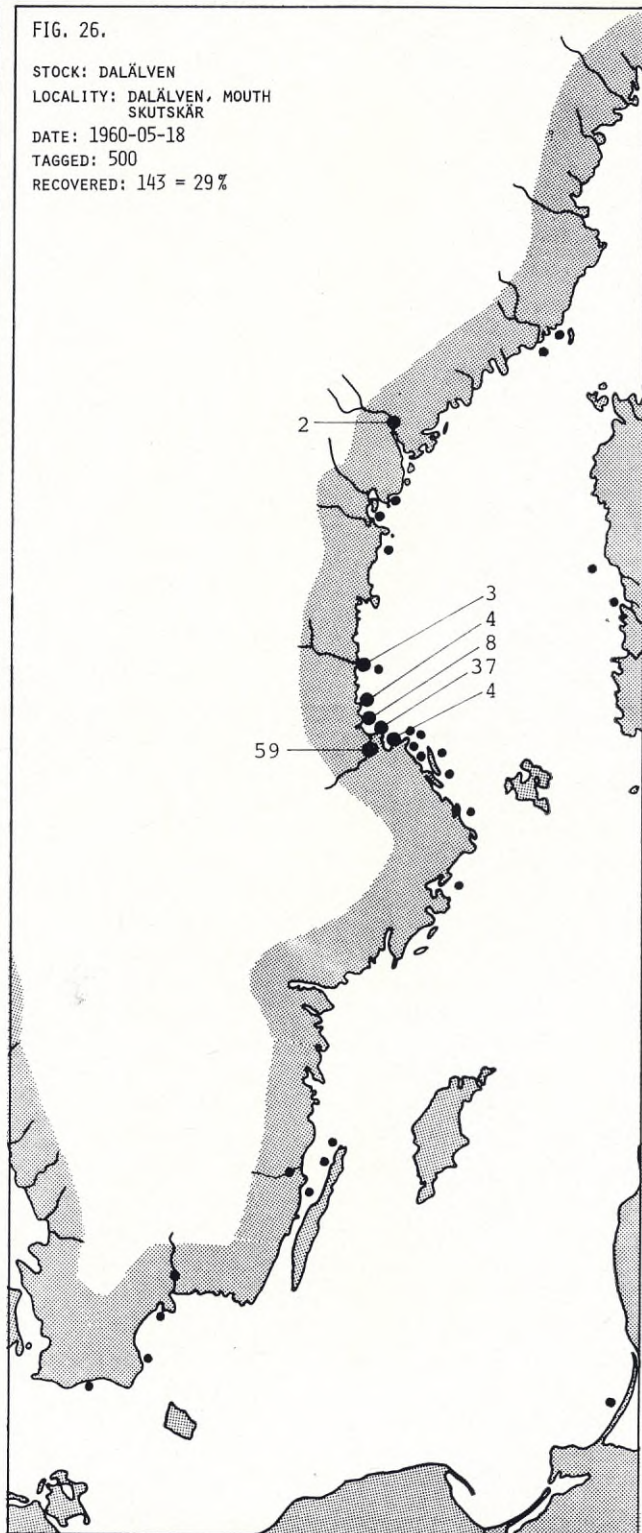 FIG. 26.
STOCK: DALÄLVEN
LOCALITY: DALÄLVEN, MOUTH
SKUTSKÄR
DATE: 1960-05-18
TAGGED: 500
RECOVERED: 143 = 29%
2
3
4
8
37
4
59